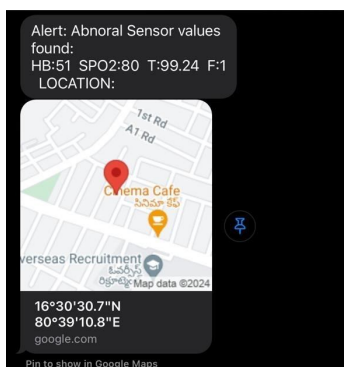 Alert: Abnoral Sensor values
found:
HB:51 SPO2:80 T:99.24 F:1
LOCATION:
1st Rd
A1 Rd
Cinema Cafe
సినిమా కేఫ్
verseas Recruitment
ఓవర్సీస్
Map data ©2024
16°30'30.7"N
80°39'10.8"E
google.com
Pin to show in Google Maps